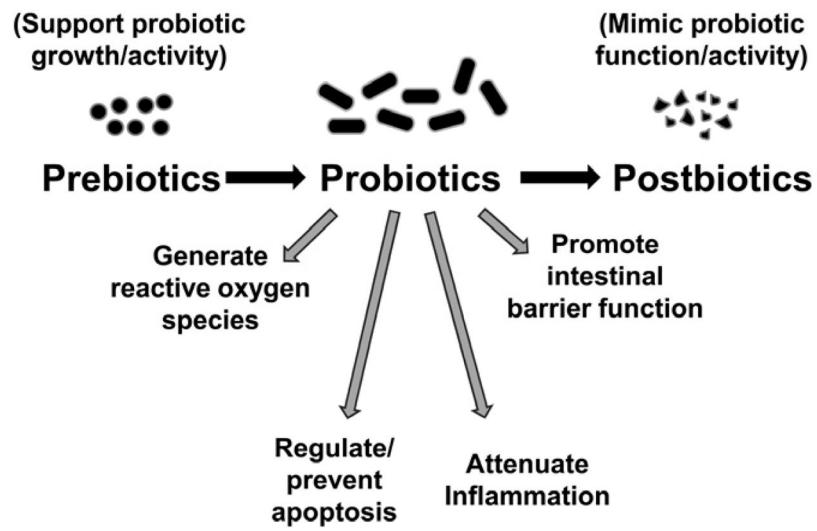 (Support probiotic
growth/activity)
(Mimic probiotic
function/activity)
Prebiotics
Probiotics
Postbiotics
Generate
reactive oxygen
species
Promote
intestinal
barrier function
Regulate/
prevent
apoptosis
Attenuate
Inflammation